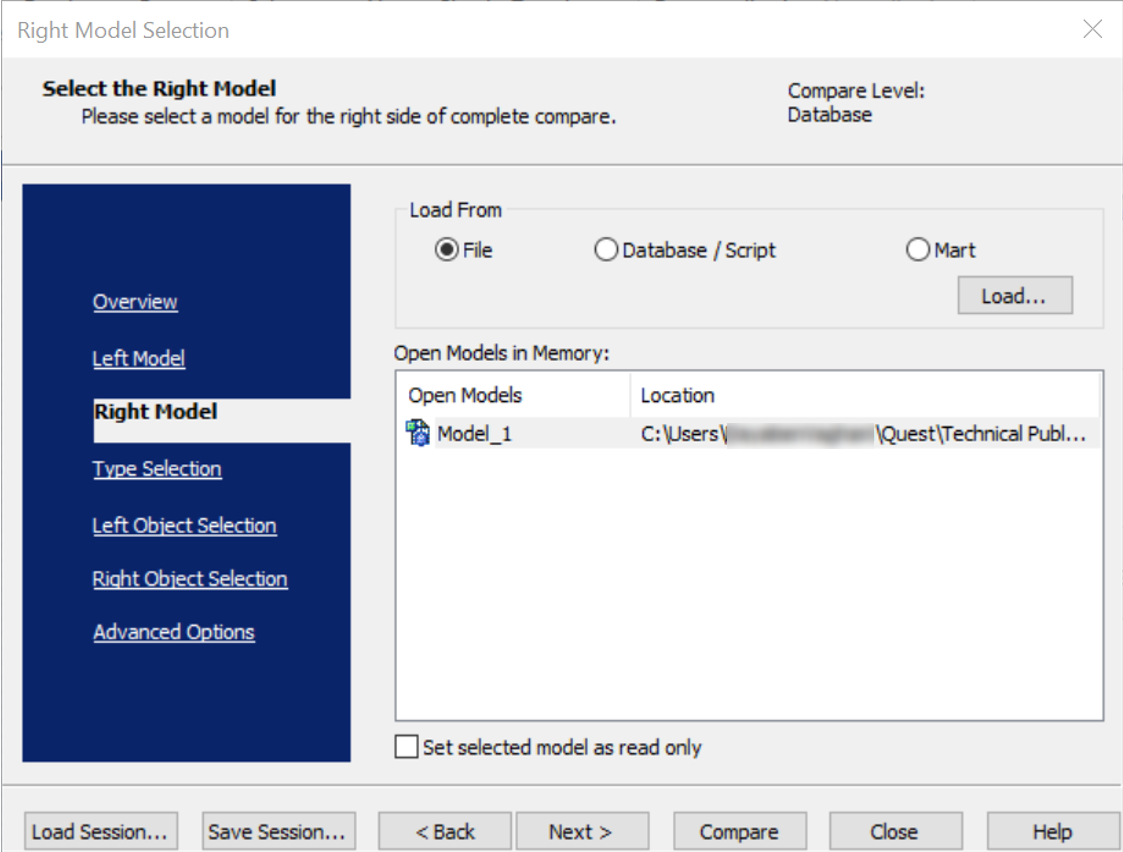 Right Model Selection
Select the Right Model
Please select a model for the right side of complete compare.
Compare Level:
Database
Overview
Left Model
Right Model
Type Selection
Left Object Selection
Right Object Selection
Advanced Options
Load From
File
Database / Script
Mart
Load...
Open Models in Memory:
Open Models Location
Model_1 C:\Users\ \Quest\Technical Publ...
Set selected model as read only
Load Session... Save Session... < Back Next > Compare Close Help